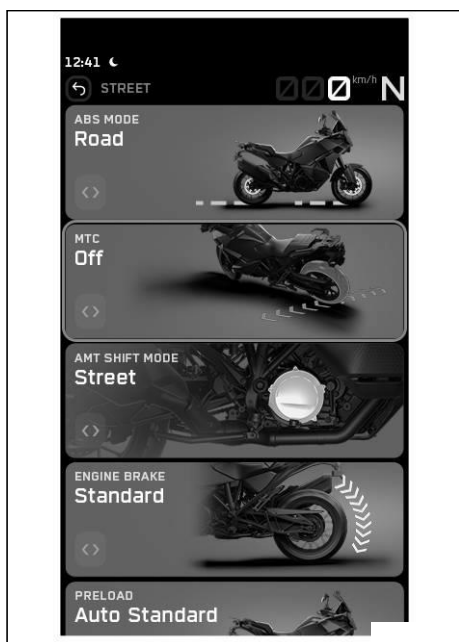 12:41
STREET
000 km/h N
ABS MODE
Road
MTC
Off
AMT SHIFT MODE
Street
ENGINE BRAKE
Standard
PRELOAD
Auto Standard